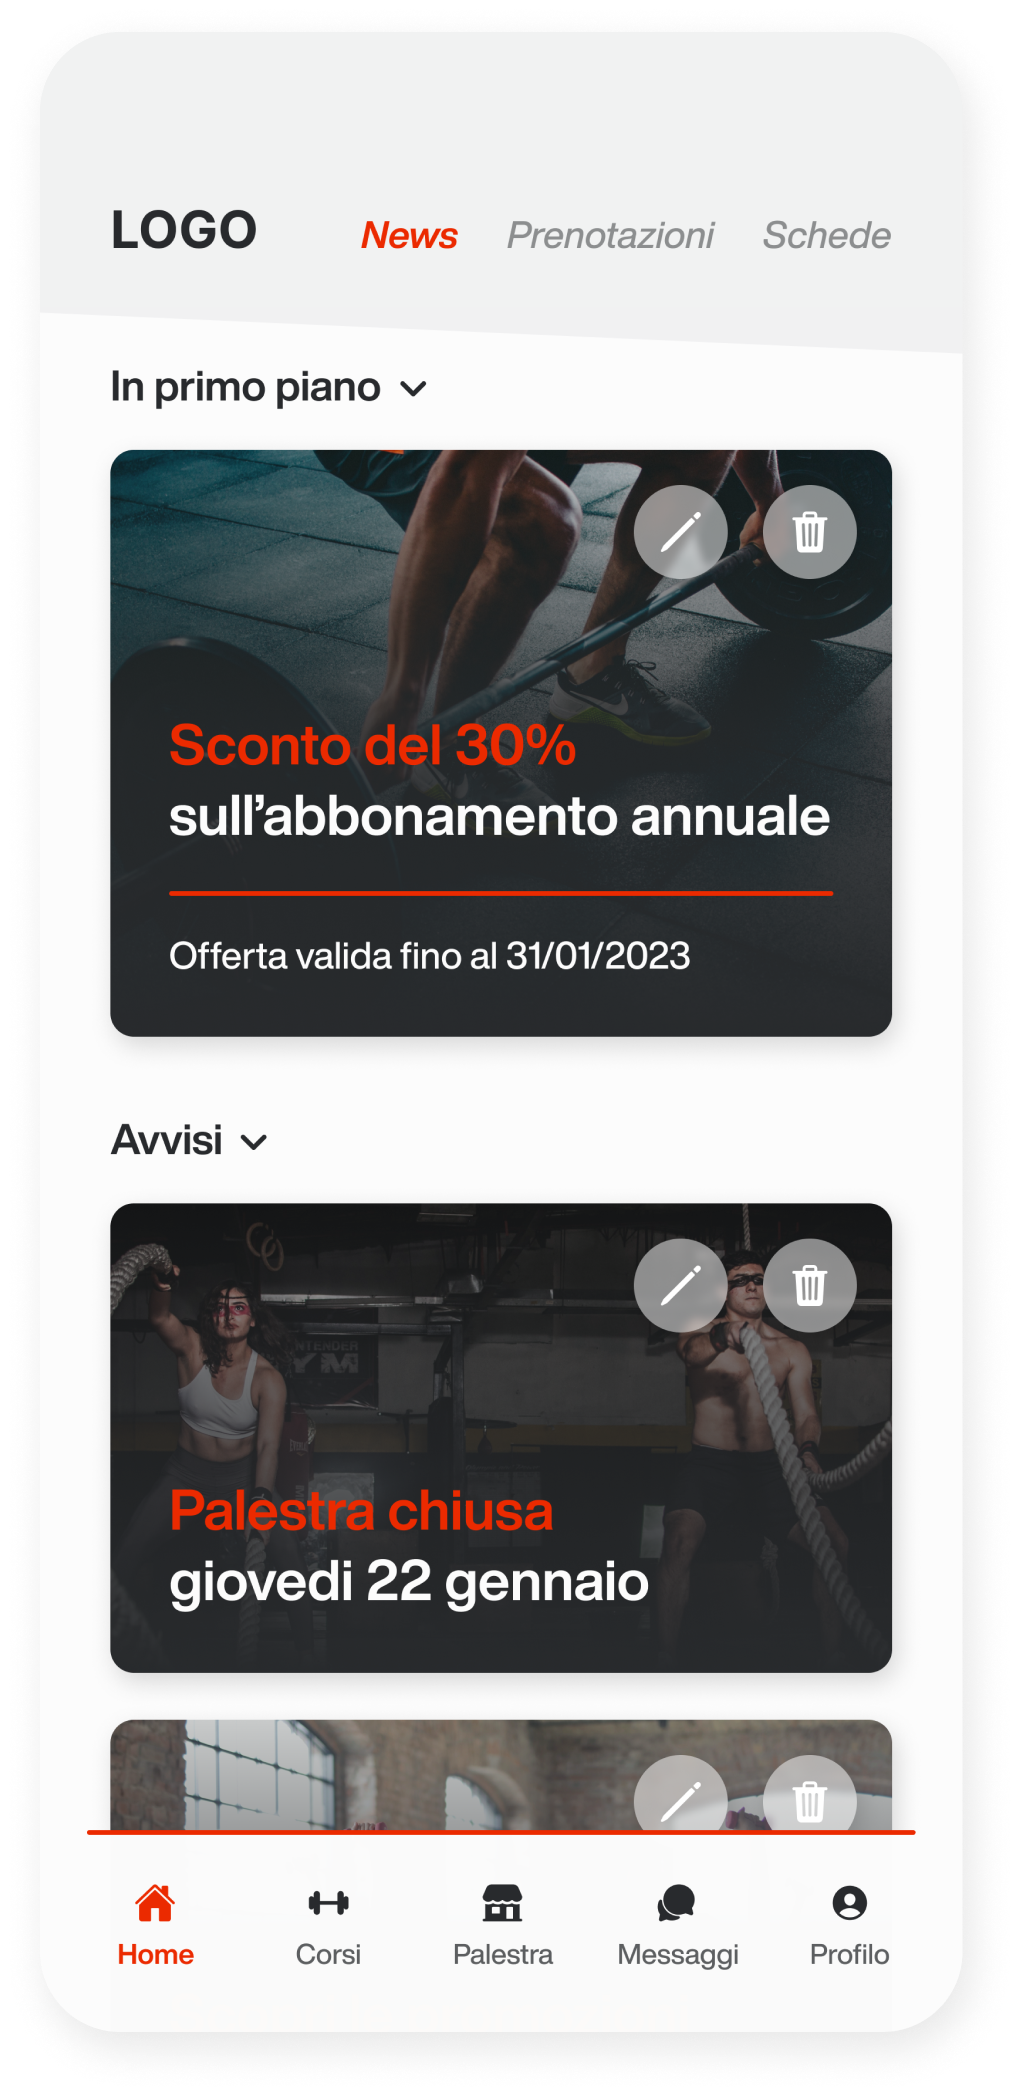 LOGO
News Prenotazioni Schede
In primo piano
Sconto del 30%
sull’abbonamento annuale
Offerta valida fino al 31/01/2023
Avvisi
YM
Palestra chiusa
giovedi 22 gennaio
Home Corsi Palestra Messaggi Profilo